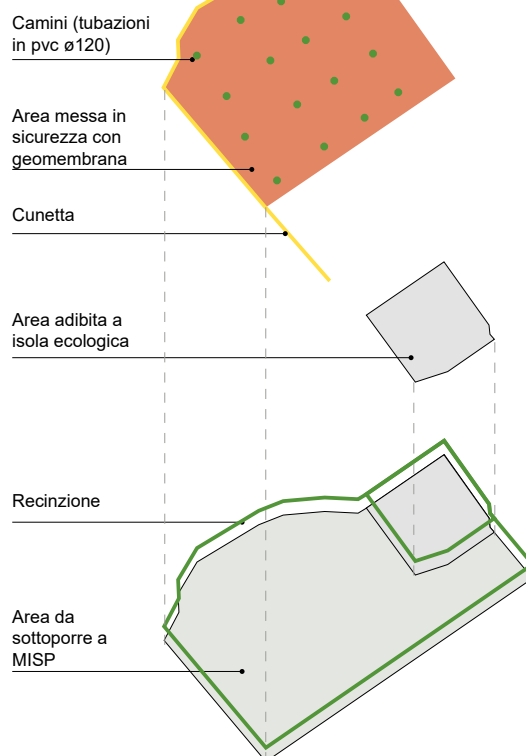 Camini (tubazioni
in pvc ø120)
Area messa in
sicurezza con
geomembrana
Cunetta
Area adibita a
isola ecologica
Recinzione
Area da
sottoporre a
MISP